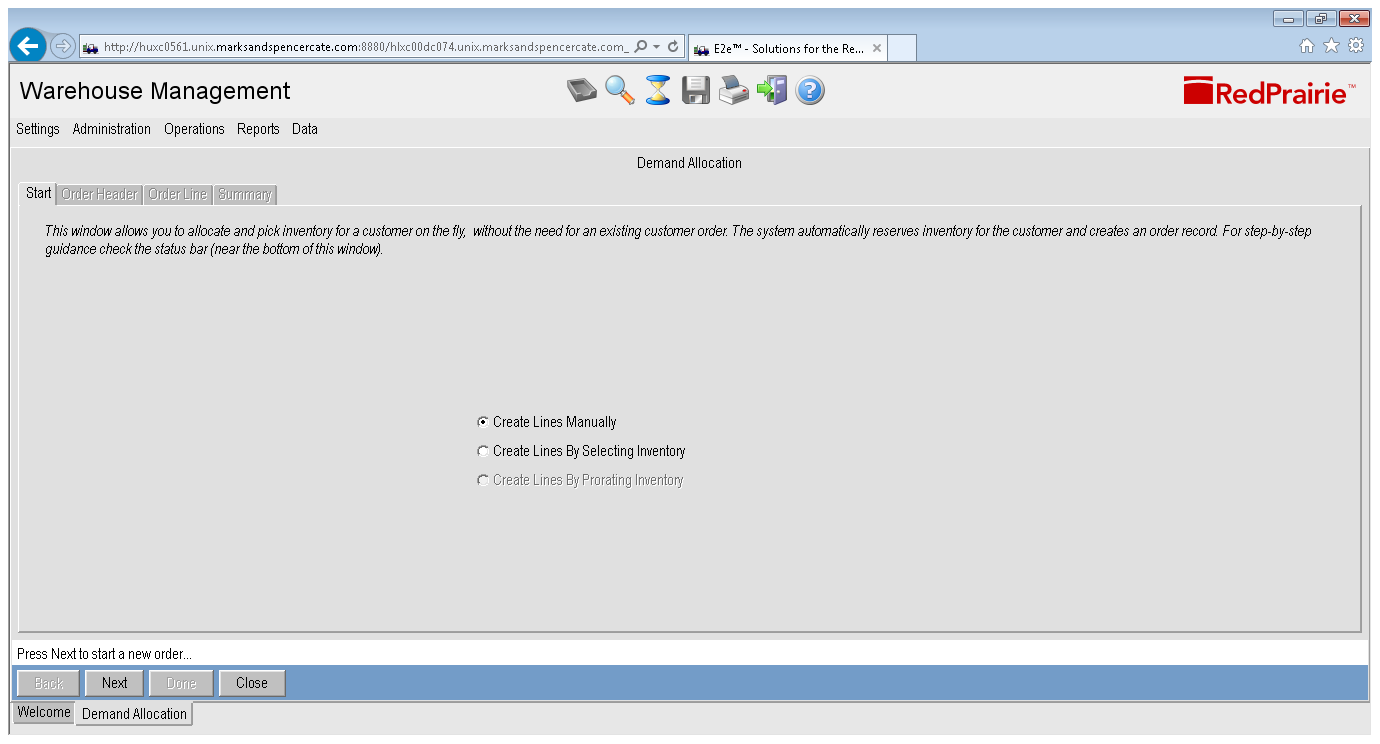 http://huxc0561.unix.marksandspencercate.com:8880/hlxc00dc074.unix.marksandspencercate.com_
E2e™ - Solutions for the Re...
Warehouse Management
RedPrairie™
Settings Administration Operations Reports Data
Demand Allocation
Start Order Header Order Line Summary
This window allows you to allocate and pick inventory for a customer on the fly, without the need for an existing customer order. The system automatically reserves inventory for the customer and creates an order record. For step-by-step
guidance check the status bar (near the bottom of this window).
Create Lines Manually
Create Lines By Selecting Inventory
Create Lines By Prorating Inventory
Press Next to start a new order...
Back Next Done Close
Welcome Demand Allocation